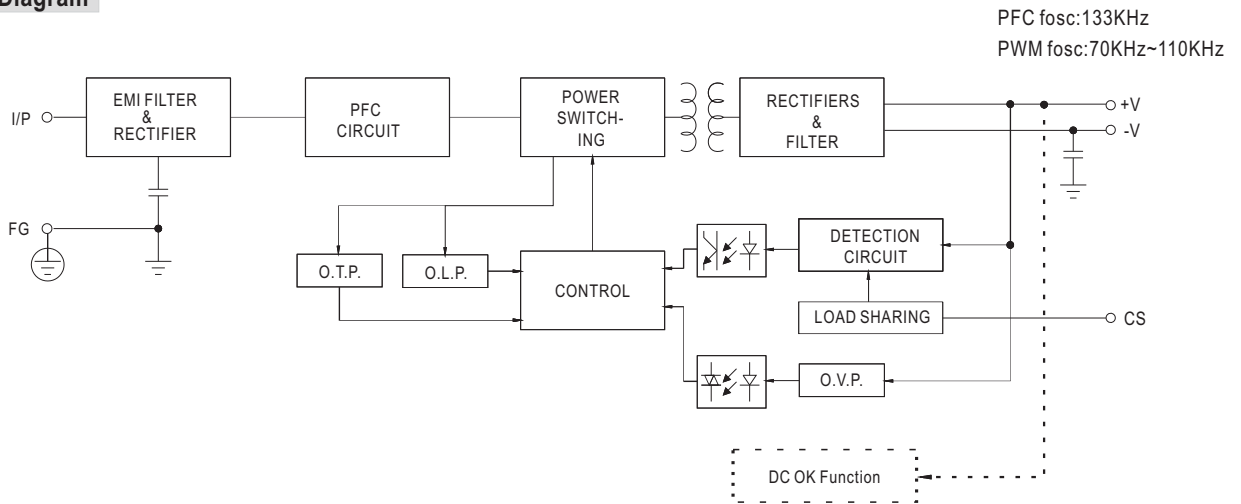 Diagram
PFC fosc:133KHz
PWM fosc:70KHz~110KHz
I/P
EMI FILTER
&
RECTIFIER
PFC
CIRCUIT
POWER
SWITCH-
ING
RECTIFIERS
&
FILTER
+V
-V
FG
O.T.P.
O.L.P.
CONTROL
DETECTION
CIRCUIT
LOAD SHARING
CS
O.V.P.
DC OK Function